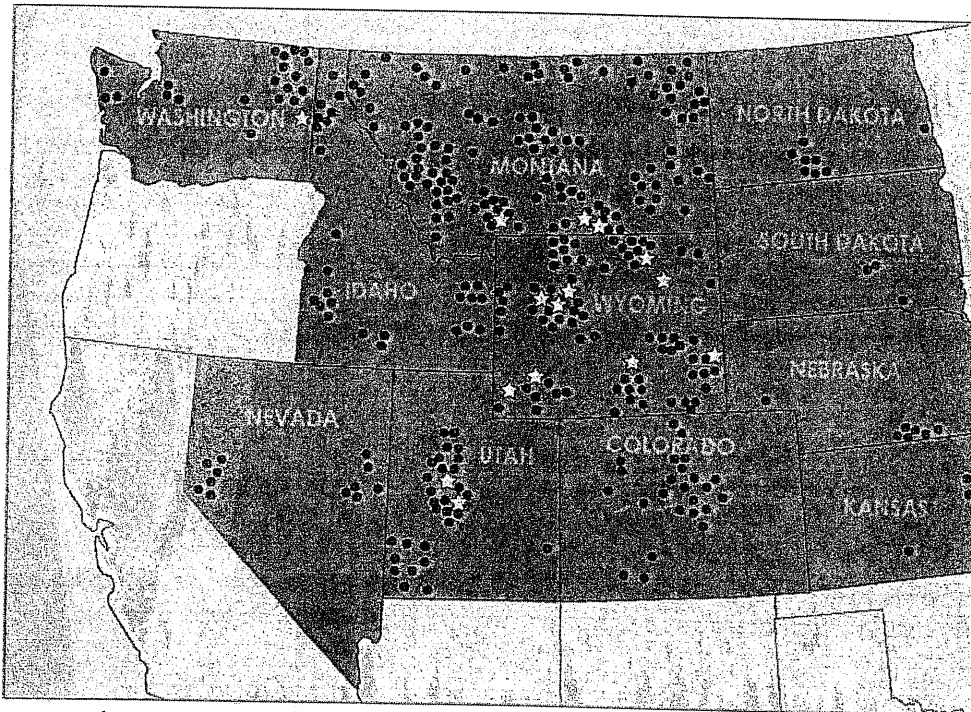 WASHINGTON
NORTH DAKOTA
MONTANA
SOUTH DAKOTA
IDAHO
WYOMING
NEBRASKA
NEVADA
UTAH
COLORADO
KANSAS